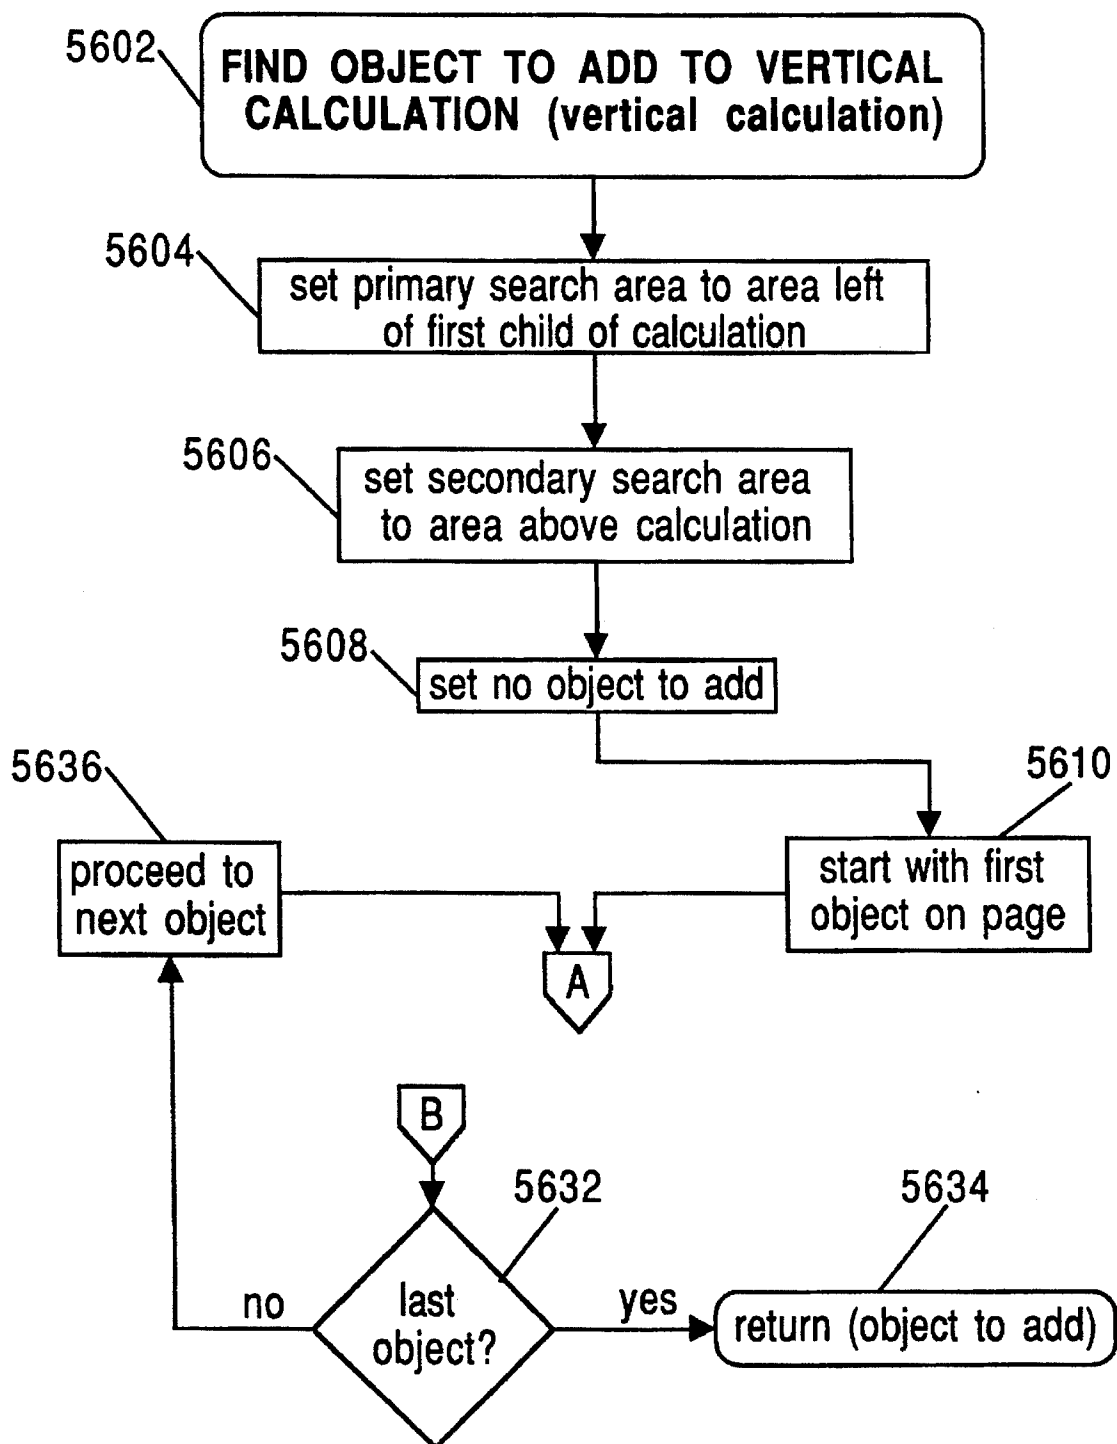 5602
FIND OBJECT TO ADD TO VERTICAL
CALCULATION (vertical calculation)
5604
set primary search area to area left
of first child of calculation
5606
set secondary search area
to area above calculation
5608
set no object to add
5636
5610
proceed to
next object
start with first
object on page
A
B
5632
5634
no
last
object?
yes
return (object to add)